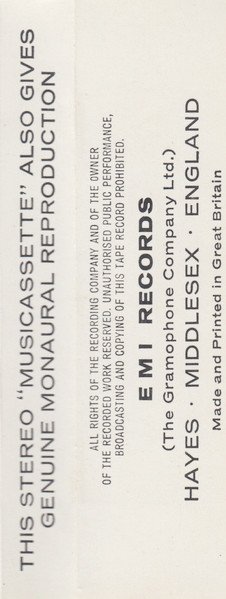 THIS STEREO "MUSICASSETTE" ALSO GIVES
GENUINE MONAURAL REPRODUCTION
ALL RIGHTS OF THE RECORDING COMPANY AND OF THE OWNER
OF THE RECORDED WORK RESERVED. UNAUTHORISED PUBLIC PERFORMANCE,
BROADCASTING AND COPYING OF THIS TAPE RECORD PROHIBITED.
E M I RECORDS
(The Gramophone Company Ltd.)
HAYES · MIDDLESEX · ENGLAND
Made and Printed in Great Britain